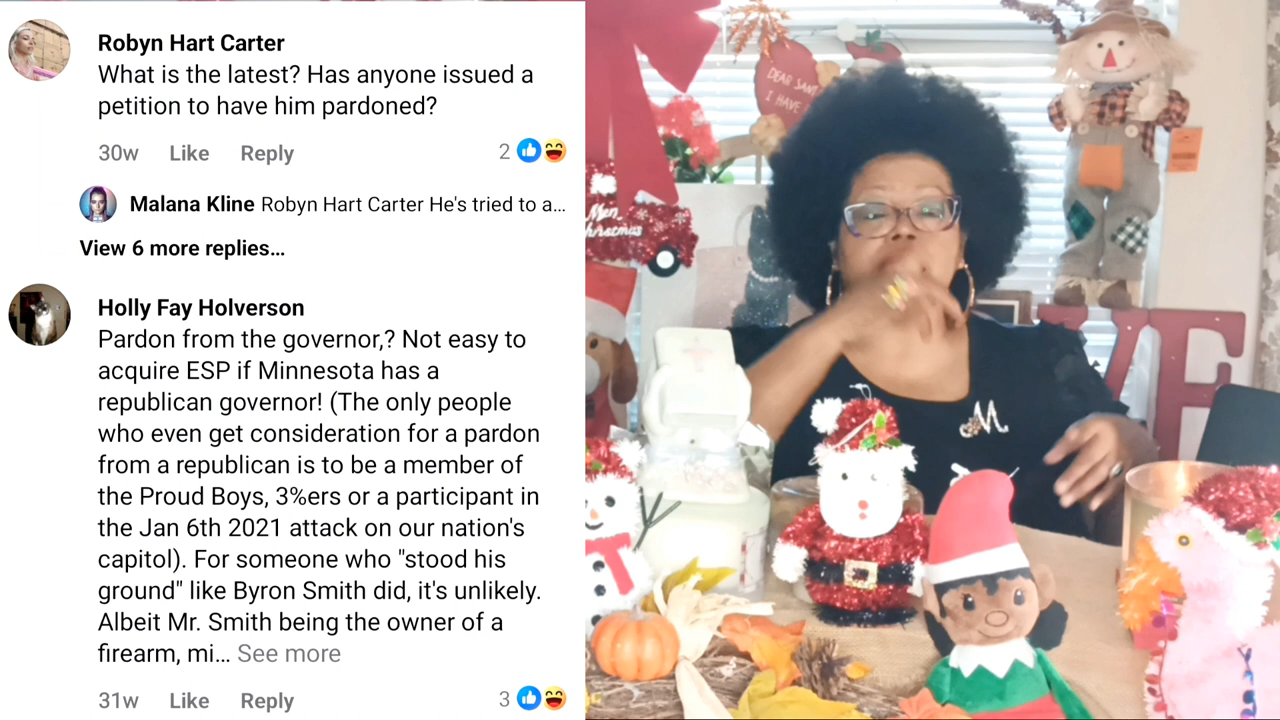 Robyn Hart Carter
What is the latest? Has anyone issued a
petition to have him pardoned?
30w Like Reply 2
Malana Kline Robyn Hart Carter He's tried to a...
View 6 more replies...
Holly Fay Holverson
Pardon from the governor,? Not easy to
acquire ESP if Minnesota has a
republican governor! (The only people
who even get consideration for a pardon
from a republican is to be a member of
the Proud Boys, 3%ers or a participant in
the Jan 6th 2021 attack on our nation's
capitol). For someone who "stood his
ground" like Byron Smith did, it's unlikely.
Albeit Mr. Smith being the owner of a
firearm, mi... See more
31w Like Reply 3
DEAR
I HAVE
M